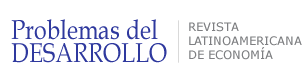 Problemas del
DESARROLLO
REVISTA
LATINOAMERICANA
DE ECONOMÍA